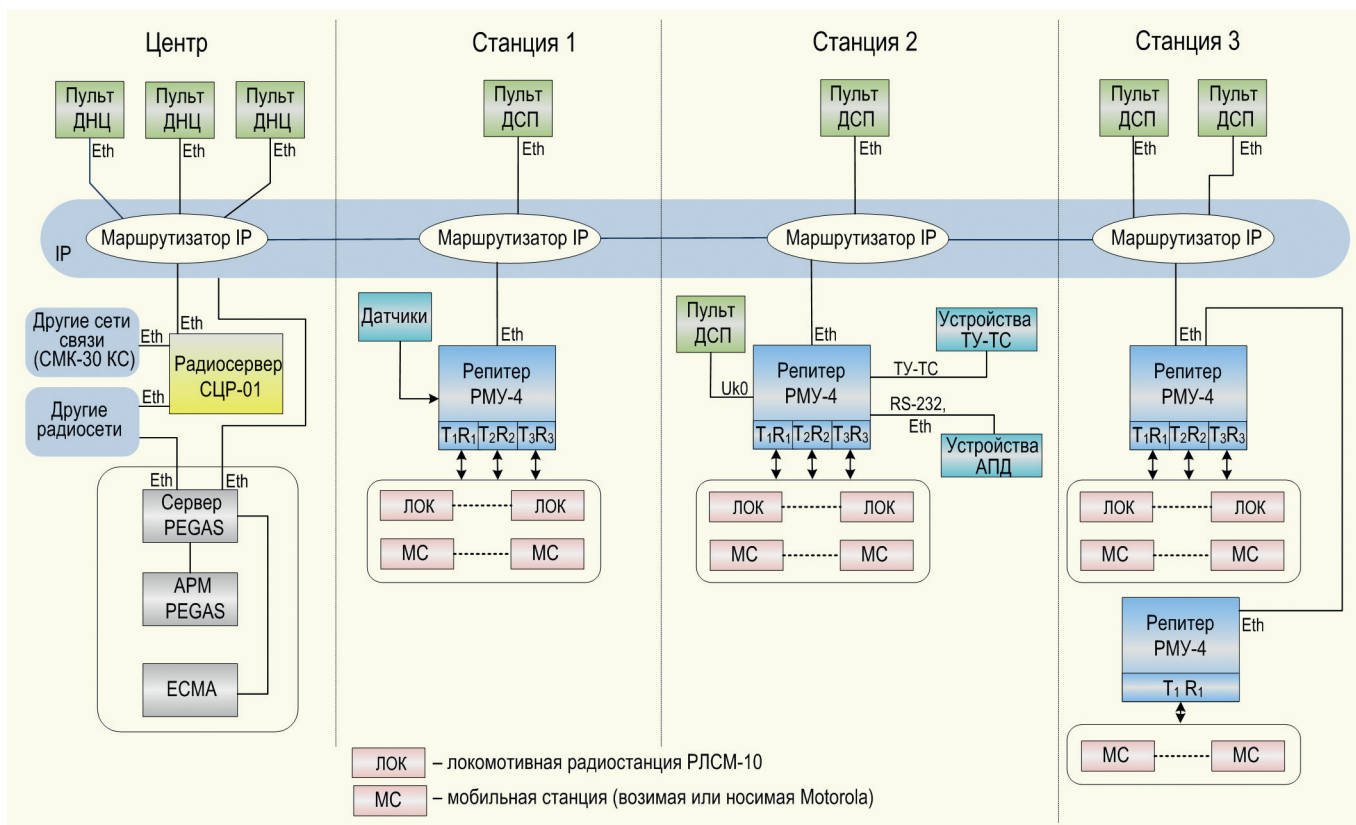 Центр
Станция 1
Станция 2
Станция 3
Пульт
ДНЦ
Пульт
ДНЦ
Пульт
ДНЦ
Пульт
ДСП
Пульт
ДСП
Пульт
ДСП
Пульт
ДСП
Eth
Eth
Eth
Eth
Eth
Eth
Eth
Маршрутизатор IP
Маршрутизатор IP
Маршрутизатор IP
Маршрутизатор IP
IP
Другие сети
связи
(СМК-30 КС)
Eth
Eth
Радиосервер
СЦР-01
Eth
Другие
радиосети
Eth
Eth
Сервер
PEGAS
АРМ
PEGAS
ЕСМА
Датчики
Eth
Репитер
РМУ-4
T1R1 T2R2 T3R3
ЛОК
ЛОК
МС
МС
Пульт
ДСП
Uk0
Eth
Репитер
РМУ-4
T1R1 T2R2 T3R3
Устройства
ТУ-ТС
ТУ-ТС
RS-232,
Eth
Устройства
АПД
ЛОК
ЛОК
МС
МС
Eth
Eth
Репитер
РМУ-4
T1R1 T2R2 T3R3
ЛОК
ЛОК
МС
МС
Репитер
РМУ-4
Eth
T1 R1
МС
МС
ЛОК – локомотивная радиостанция РЛСМ-10
МС – мобильная станция (возимая или носимая Motorola)